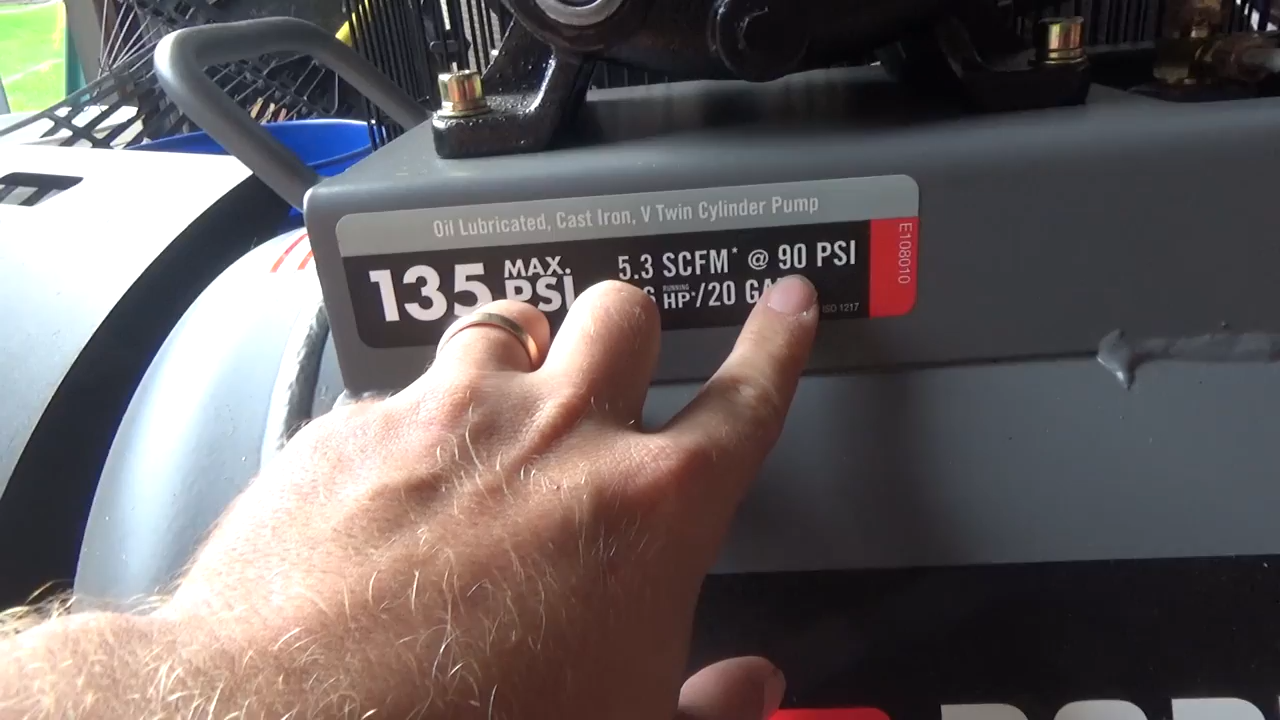 Oil Lubricated, Cast Iron, V Twin Cylinder Pump
135 MAX. PSI
5.3 SCFM* @ 90 PSI
RUNNING HP*/20
ISO 1217
E108010